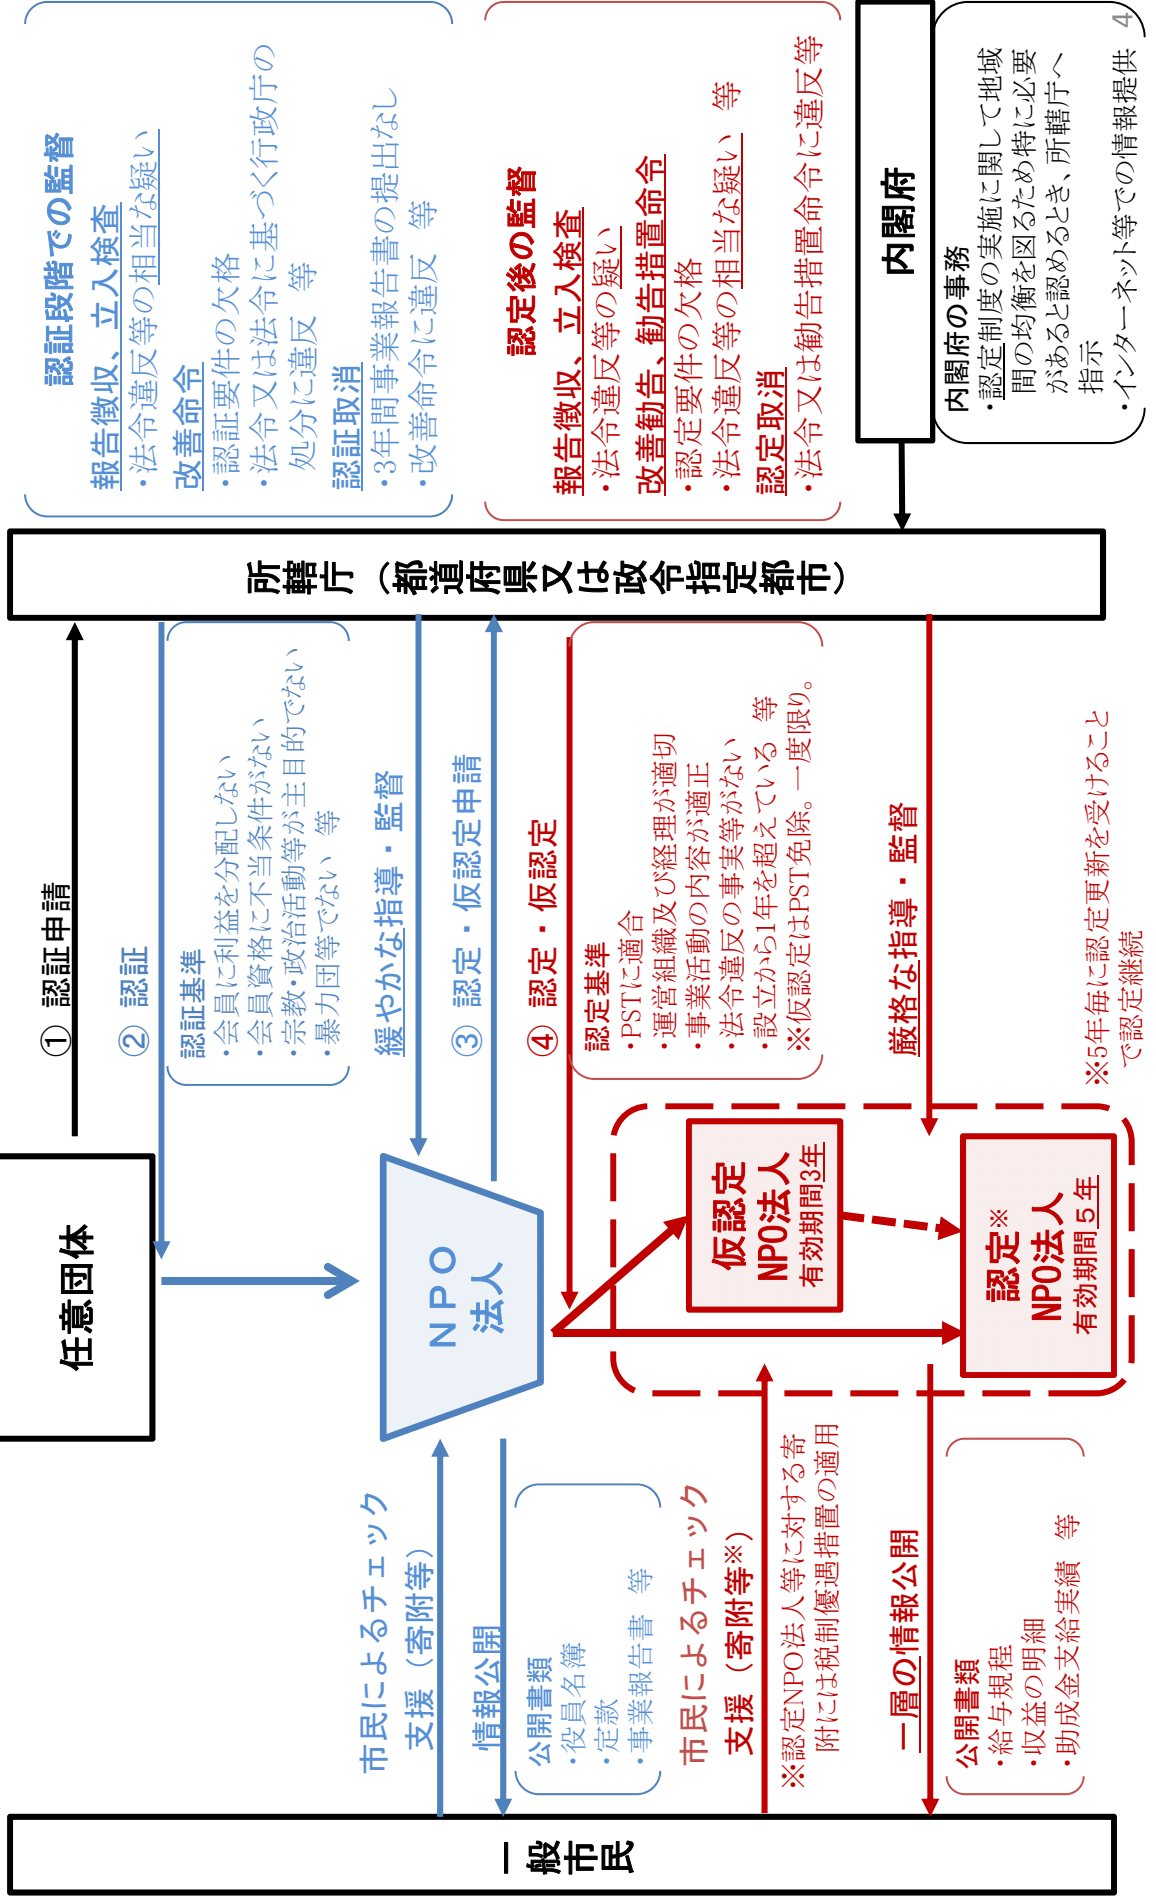 任意団体
① 認証申請
② 認証
認証基準
・会員に利益を分配しない
・会員資格に不当条件がない
・宗教・政治活動等が主目的でない
・暴力団等でない 等
所轄庁（都道府県又は政令指定都市）
認証段階での監督
報告徴収、立入検査
・法令違反等の相当な疑い
改善命令
・認証要件の欠格
・法令又は法令に基づく行政庁の
処分に違反 等
認証取消
・3年間事業報告書の提出なし
・改善命令に違反 等
一般市民
市民によるチェック
支援（寄附等）
情報公開
公開書類
・役員名簿
・定款
・事業報告書 等
ＮＰＯ
法人
緩やかな指導・監督
③ 認定・仮認定申請
④ 認定・仮認定
認定基準
・PSTに適合
・運営組織及び経理が適切
・事業活動の内容が適正
・法令違反の事実等がない
・設立から1年を超えている 等
※仮認定はPST免除。一度限り。
認定後の監督
報告徴収、立入検査
・法令違反等の疑い
改善勧告、勧告措置命令
・認定要件の欠格
・法令違反等の相当な疑い 等
認定取消
・法令又は勧告措置命令に違反等
市民によるチェック
支援（寄附等※）
※認定NPO法人等に対する寄
附には税制優遇措置の適用
一層の情報公開
公開書類
・給与規程
・収益の明細
・助成金支給実績 等
仮認定
NPO法人
有効期間3年
認定※
NPO法人
有効期間５年
厳格な指導・監督
※5年毎に認定更新を受けること
で認定継続
内閣府
内閣府の事務
・認定制度の実施に関して地域
間の均衡を図るため特に必要
があると認めるとき、所轄庁へ
指示
・インターネット等での情報提供
4